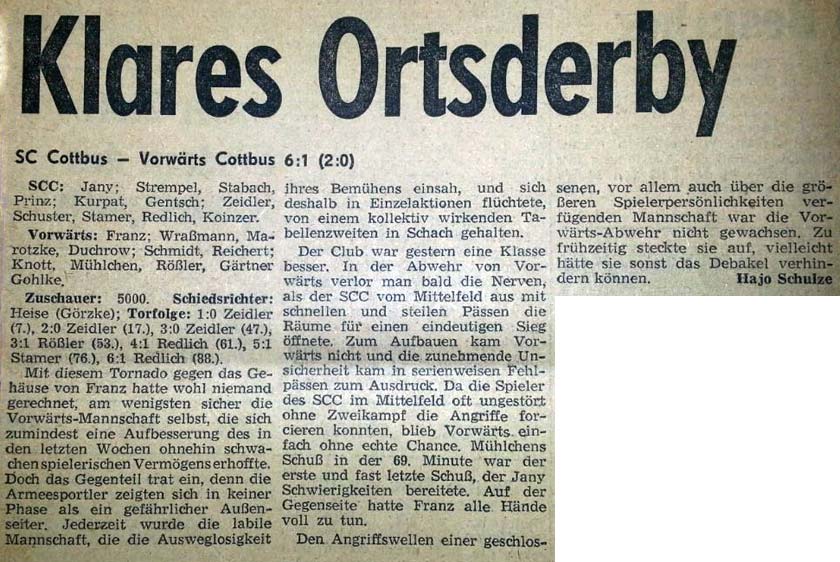 Klares Ortsderby
SC Cottbus — Vorwärts Cottbus 6:1 (2:0)
SCC: Jany; Strempel, Stabach,
Prinz; Kurpat, Gentsch; Zeidler,
Schuster, Stamer, Redlich, Koinzer.
Vorwärts: Franz; Wraßmann, Ma-
rotzke, Duchrow; Schmidt, Reichert;
Knott, Mühlchen, Rößler, Gärtner
Gohlke.
Zuschauer: 5000. Schiedsrichter:
Heise (Görzke); Torfolge: 1:0 Zeidler
(7.), 2:0 Zeidler (17.), 3:0 Zeidler (47.),
3:1 Rößler (53.), 4:1 Redlich (61.), 5:1
Stamer (76.), 6:1 Redlich (88.).
Mit diesem Tornado gegen das Ge-
häuse von Franz hatte wohl niemand
gerechnet, am wenigsten sicher die
Vorwärts-Mannschaft selbst, die sich
zumindest eine Aufbesserung des in
den letzten Wochen ohnehin schwa-
chen spielerischen Vermögens erhoffte.
Doch das Gegenteil trat ein, denn die
Armeesportler zeigten sich in keiner
Phase als ein gefährlicher Außen-
seiter. Jederzeit wurde die labile
Mannschaft, die die Ausweglosigkeit
ihres Bemühens einsah, und sich
deshalb in Einzelaktionen flüchtete,
von einem kollektiv wirkenden Ta-
bellenzweiten in Schach gehalten.
Der Club war gestern eine Klasse
besser. In der Abwehr von Vor-
wärts verlor man bald die Nerven,
als der SCC vom Mittelfeld aus mit
schnellen und steilen Pässen die
Räume für einen eindeutigen Sieg
öffnete. Zum Aufbauen kam Vor-
wärts nicht und die zunehmende Un-
sicherheit kam in serienweisen Fehl-
pässen zum Ausdruck. Da die Spieler
des SCC im Mittelfeld oft ungestört
ohne Zweikampf die Angriffe for-
cieren konnten, blieb Vorwärts ein-
fach ohne echte Chance. Mühlchens
Schuß in der 69. Minute war der
erste und fast letzte Schuß, der Jany
Schwierigkeiten bereitete. Auf der
Gegenseite hatte Franz alle Hände
voll zu tun.
Den Angriffswellen einer geschlos-
senen, vor allem auch über die grö-
ßeren Spielerpersönlichkeiten ver-
fügenden Mannschaft war die Vor-
wärts-Abwehr nicht gewachsen. Zu
frühzeitig steckte sie auf, vielleicht
hätte sie sonst das Debakel verhin-
dern können. Hajo Schulze